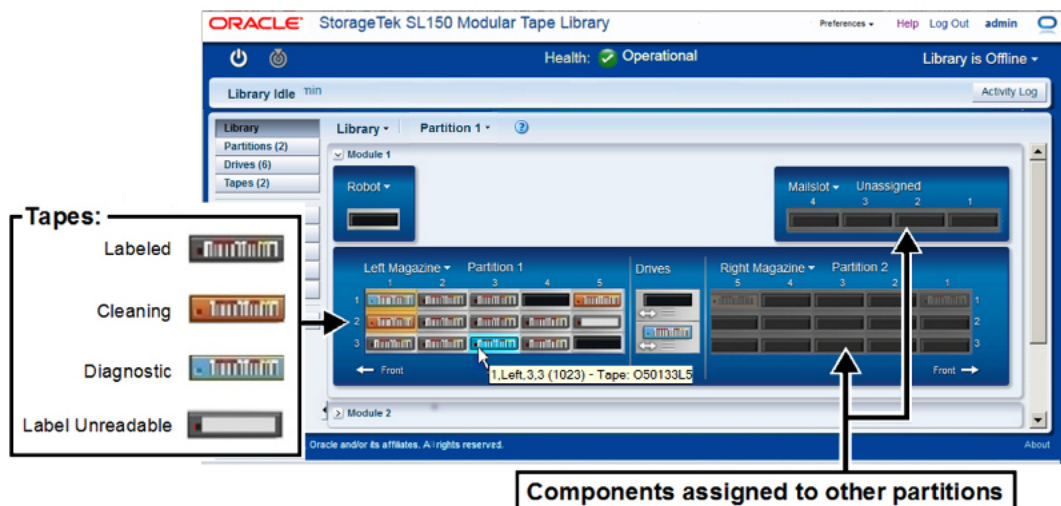 ORACLE® StorageTek SL150 Modular Tape Library Preferences Help Log Out admin
Health: Operational Library is Offline
Library Idle min Activity Log
Library Library Partition 1 ?
Partitions (2)
Drives (6)
Tapes (2)
Module 1
Robot
Mailslot Unassigned
4 3 2 1
Tapes:
Labeled
Cleaning
Diagnostic
Label Unreadable
Left Magazine Partition 1 Drives Right Magazine Partition 2
1 2 3 4 5 5 4 3 2 1
1 1
2 2
3 3
Front Front
1,Left,3,3 (1023) - Tape: O50133L5
Module 2
Oracle and/or its affiliates. All rights reserved. About
Components assigned to other partitions